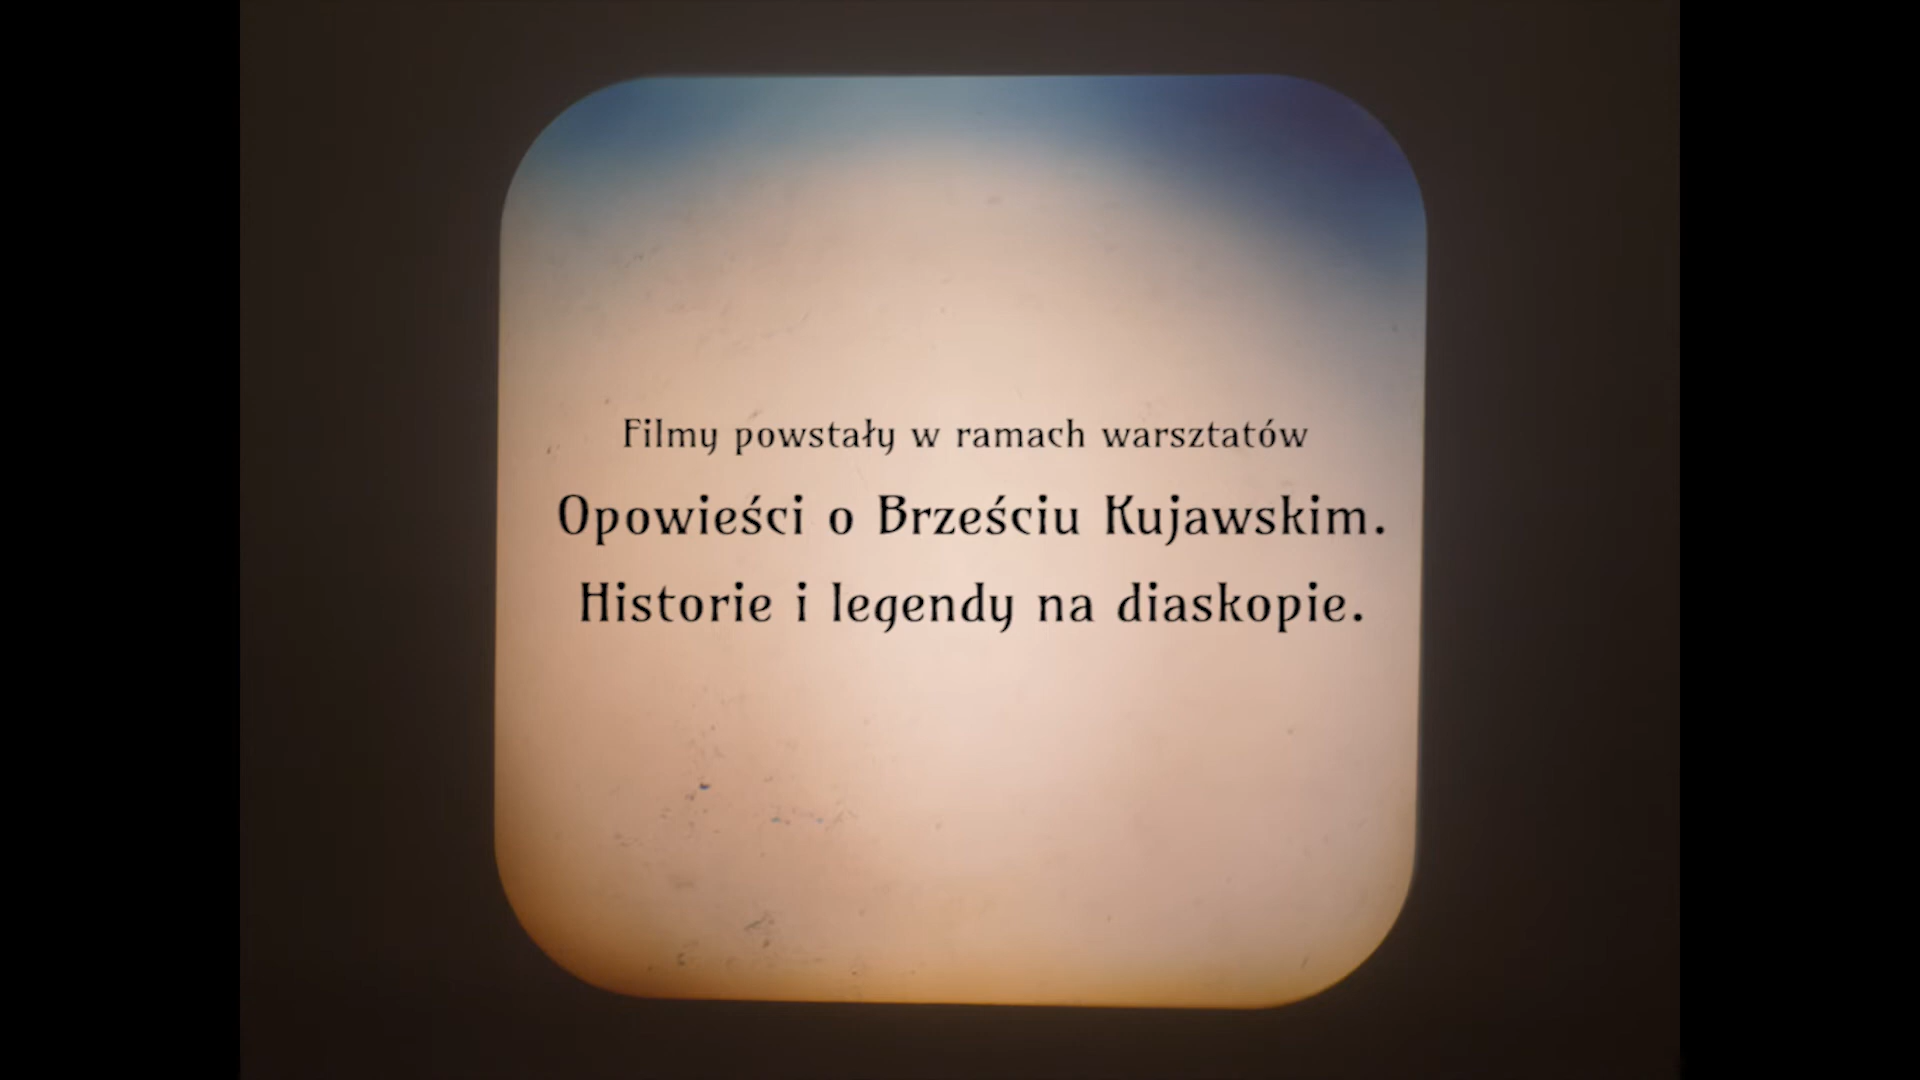 Filmy powstały w ramach warsztatów
Opowieści o Brześciu Kujawskim.
Historie i legendy na diaskopie.